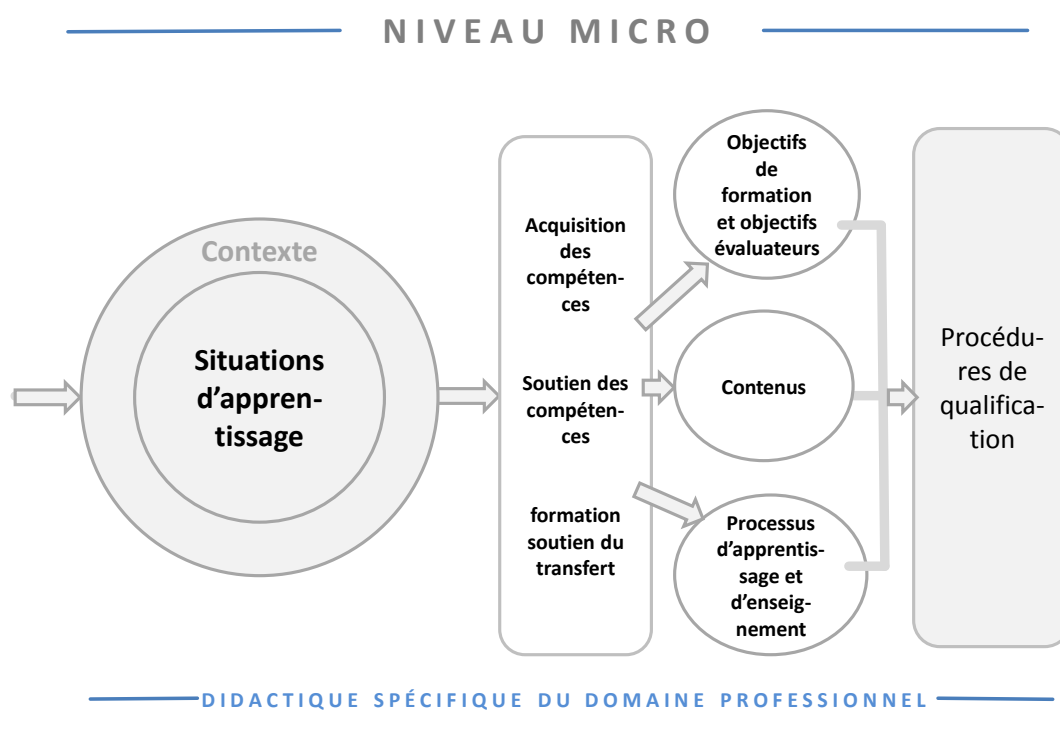 NIVEAU MICRO
Contexte
Situations
d'appren-
tissage
Acquisition
des
compéten-
ces
Soutien des
compéten-
ces
formation
soutien du
transfert
Objectifs
de
formation
et objectifs
évaluateurs
Contenus
Processus
d'apprentis-
sage et
d'enseig-
nement
Procédu-
res de
qualifica-
tion
DIDACTIQUE SPÉCIFIQUE DU DOMAINE PROFESSIONNEL